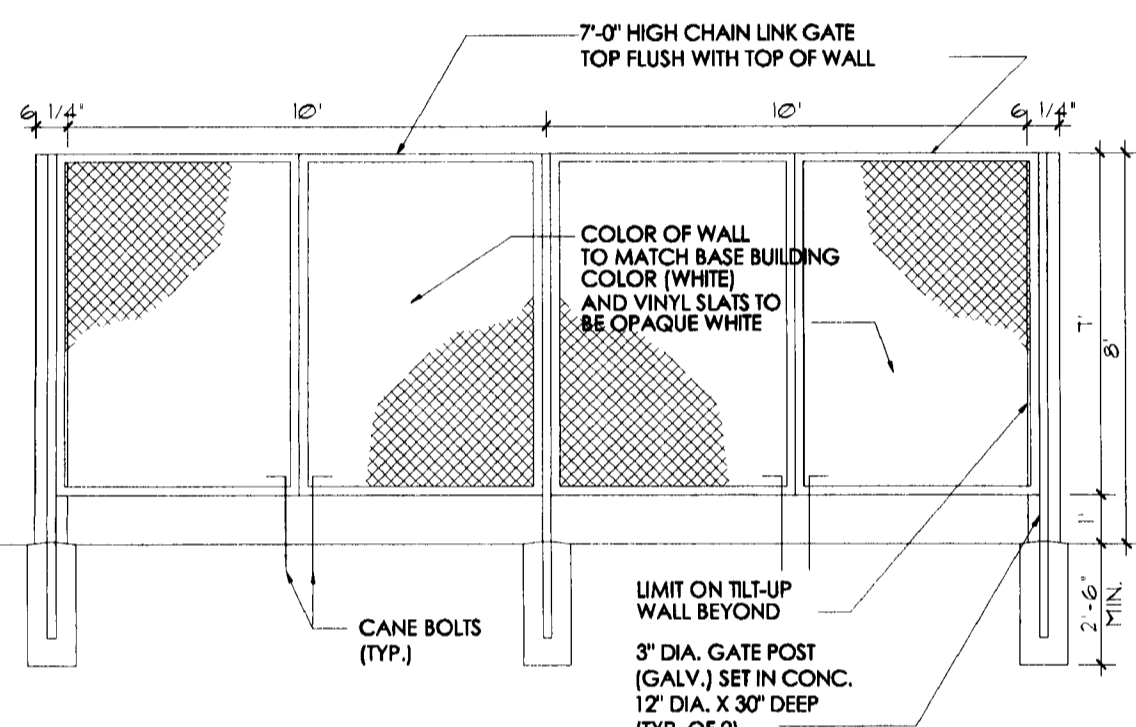 7'-0" HIGH CHAIN LINK GATE
TOP FLUSH WITH TOP OF WALL
6 1/4"
10'
10'
6 1/4"
COLOR OF WALL
TO MATCH BASE BUILDING
COLOR (WHITE)
AND VINYL SLATS TO
BE OPAQUE WHITE
7'
8'
1'
2'-6"
MIN.
CANE BOLTS
(TYP.)
LIMIT ON TILT-UP
WALL BEYOND
3" DIA. GATE POST
(GALV.) SET IN CONC.
12" DIA. X 30" DEEP
(TYP. OF